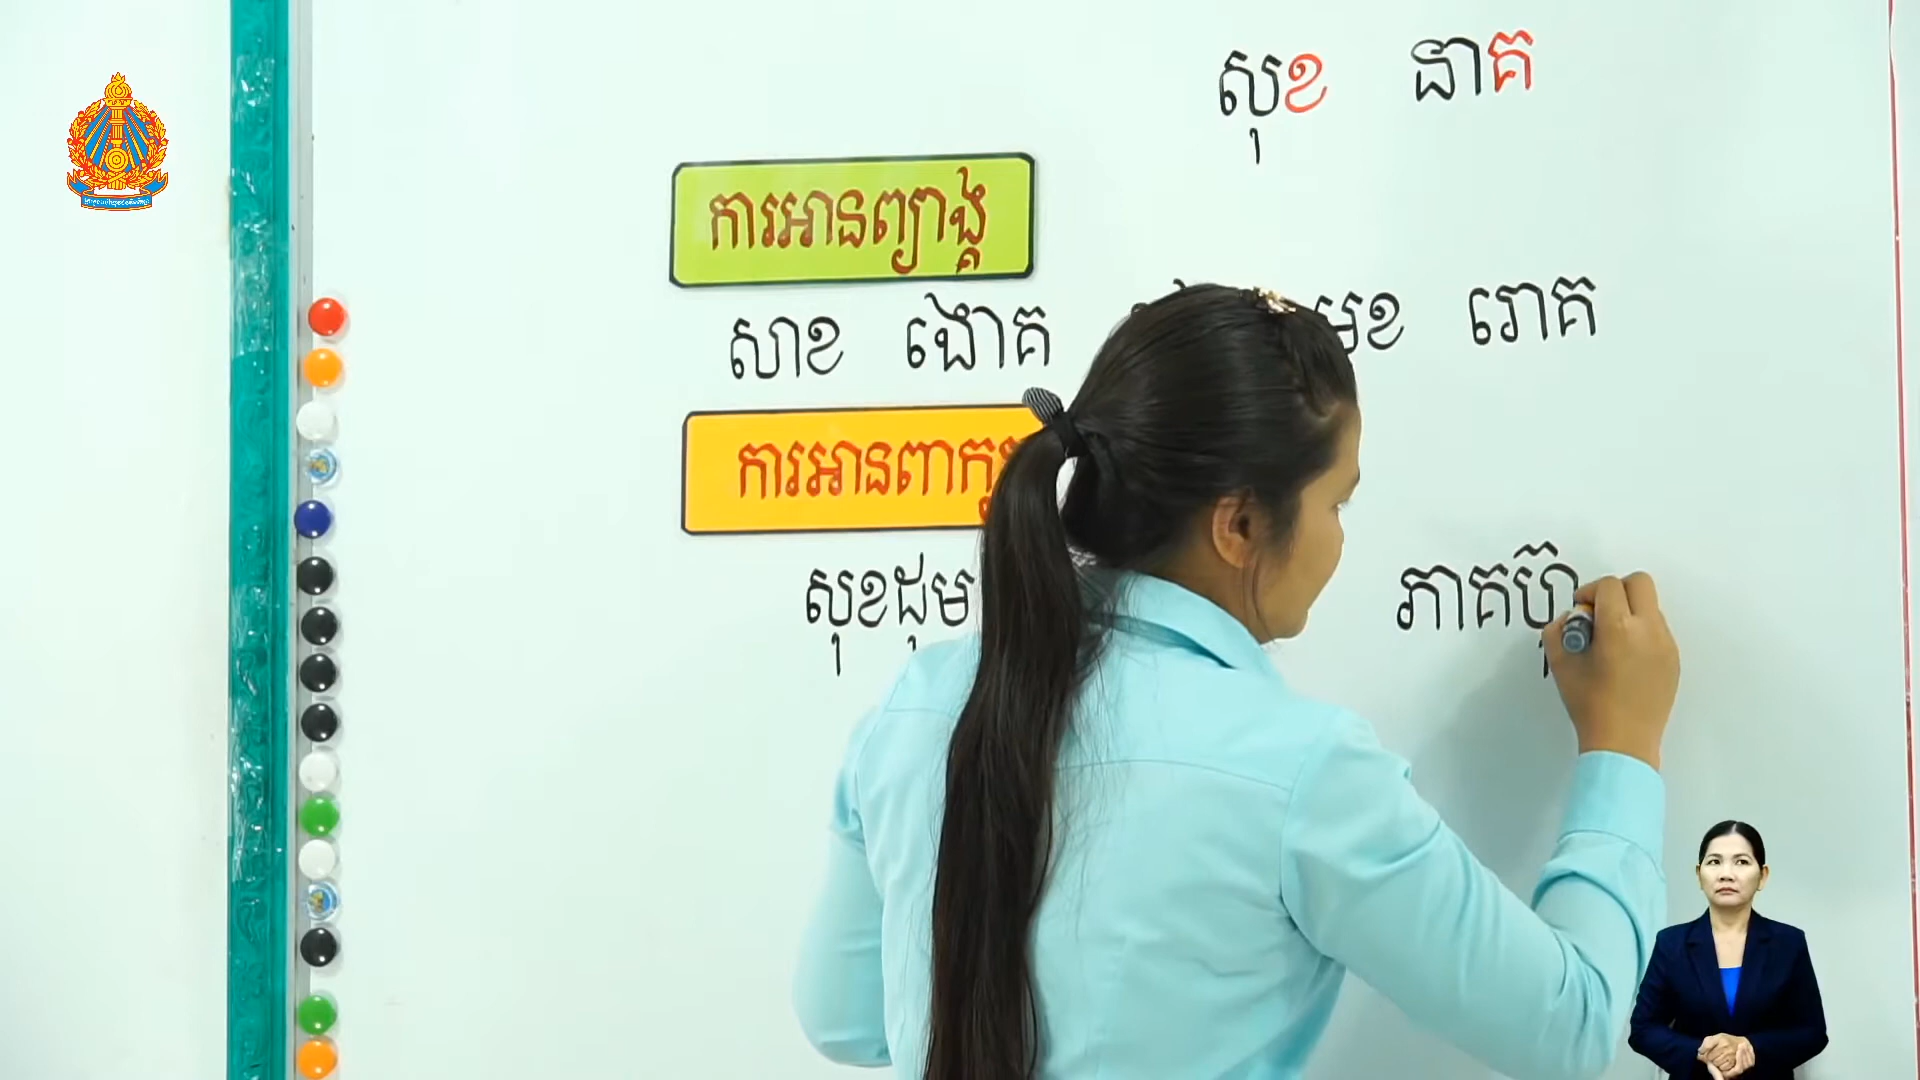 សុខ នាគ
ការអានព្យាង្គ
សាខ ងោគ មុខ រោគ
ការអានពាក្យ
សុខដុម ភាគហ៊ុ